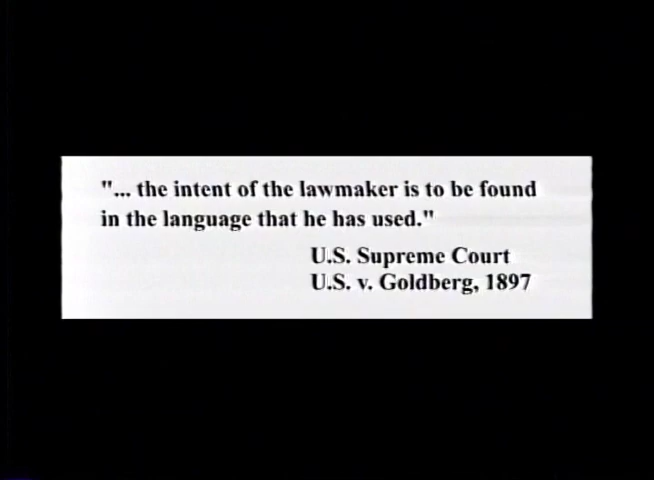 "... the intent of the lawmaker is to be found
in the language that he has used."
U.S. Supreme Court
U.S. v. Goldberg, 1897